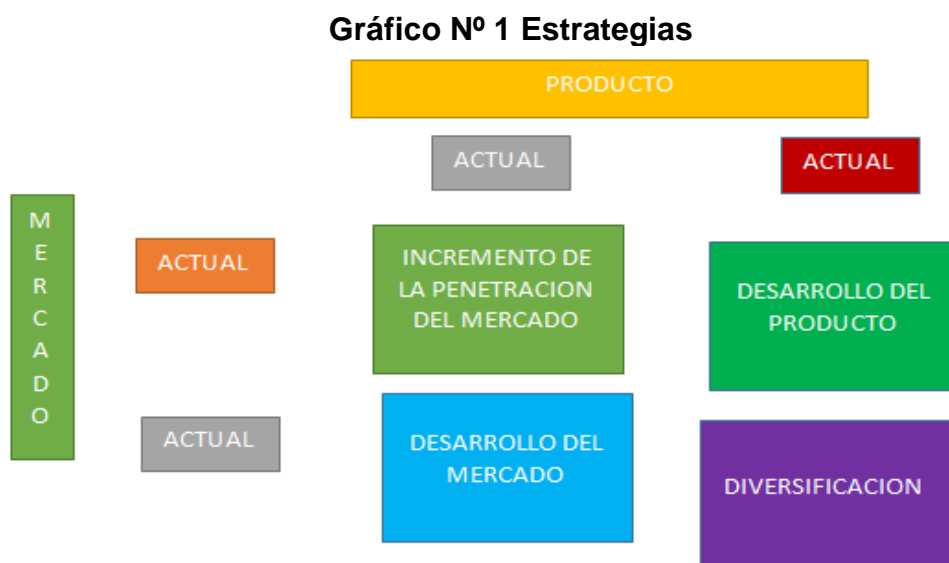 Gráfico Nº 1 Estrategias
PRODUCTO
ACTUAL
ACTUAL
M
E
R
C
A
D
O
ACTUAL
INCREMENTO DE
LA PENETRACION
DEL MERCADO
DESARROLLO DEL
PRODUCTO
ACTUAL
DESARROLLO DEL
MERCADO
DIVERSIFICACION